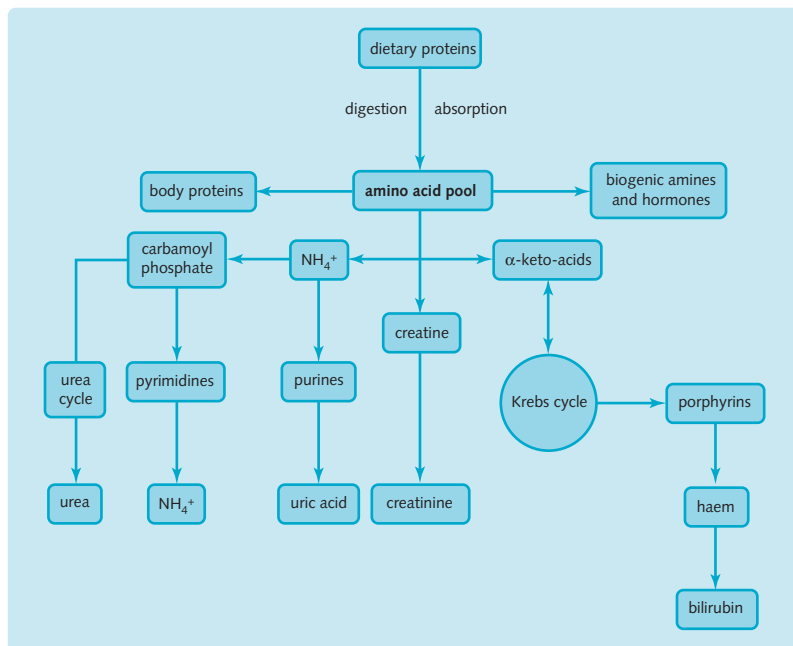 dietary proteins
digestion absorption
body proteins
amino acid pool
biogenic amines
and hormones
carbamoyl
phosphate
NH₄⁺
α-keto-acids
creatine
urea
cycle
pyrimidines
purines
Krebs cycle
porphyrins
urea
NH₄⁺
uric acid
creatinine
haem
bilirubin